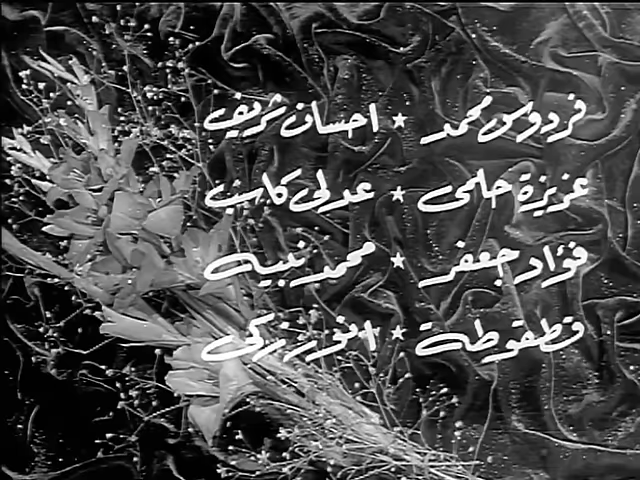 فردوس محمد ★ احسان شريف
عزيزة حلمى ★ عدلى كاسب
فؤاد جعفر ★ محمد نبيه
قطقوطة ★ انور زكى